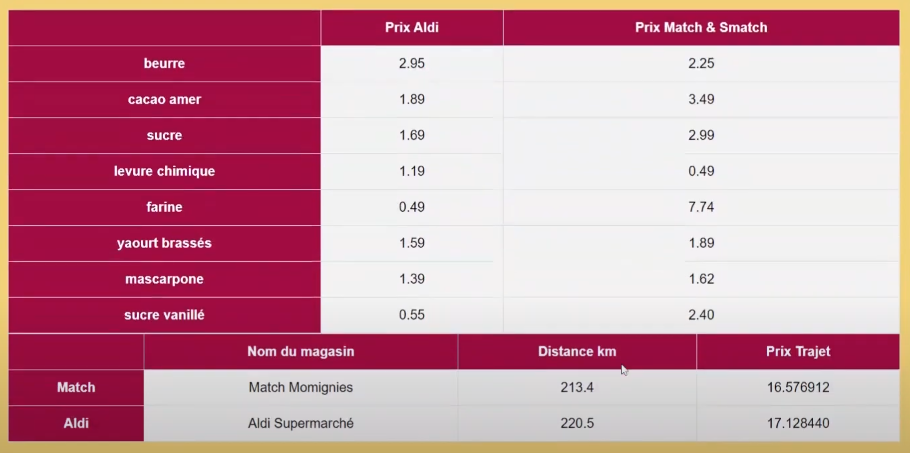 Prix Aldi Prix Match & Smatch
beurre 2.95 2.25
cacao amer 1.89 3.49
sucre 1.69 2.99
levure chimique 1.19 0.49
farine 0.49 7.74
yaourt brassés 1.59 1.89
mascarpone 1.39 1.62
sucre vanillé 0.55 2.40
Nom du magasin Distance km Prix Trajet
Match Match Momignies 213.4 16.576912
Aldi Aldi Supermarché 220.5 17.128440